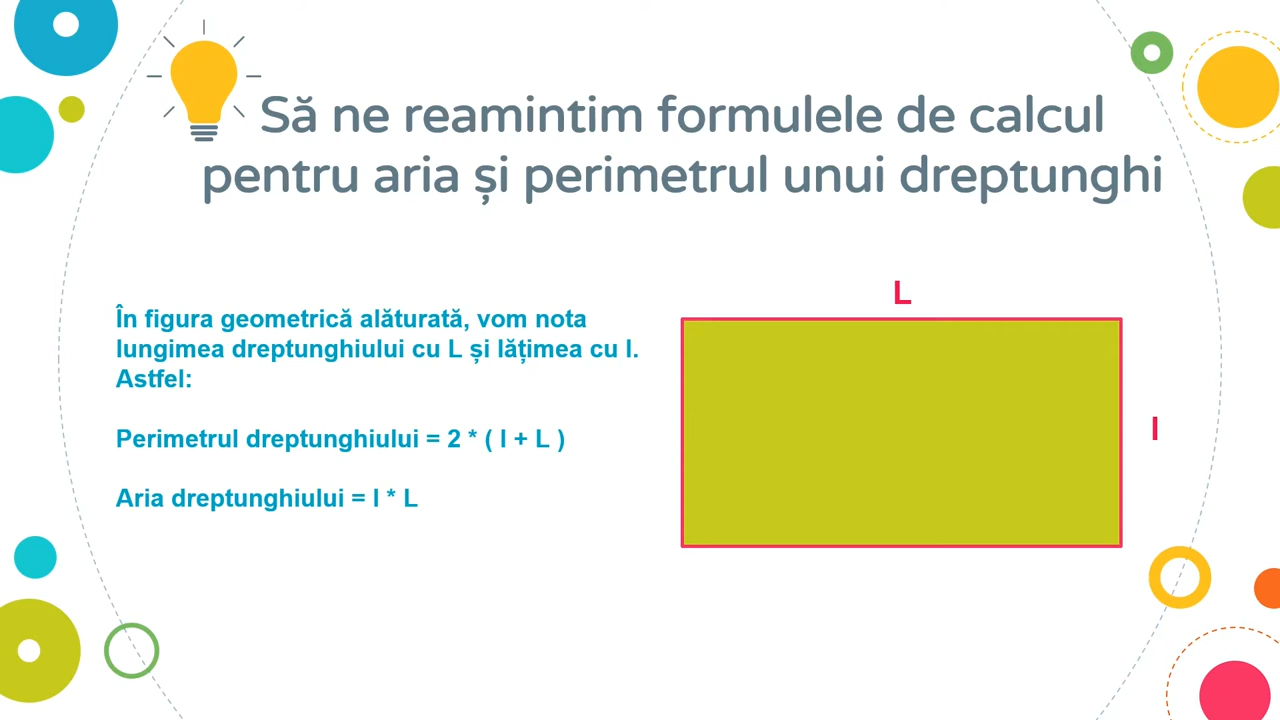 Să ne reamintim formulele de calcul
pentru aria și perimetrul unui dreptunghi
În figura geometrică alăturată, vom nota
lungimea dreptunghiului cu L și lățimea cu l.
Astfel:
Perimetrul dreptunghiului = 2 * ( l + L )
Aria dreptunghiului = l * L
L
l